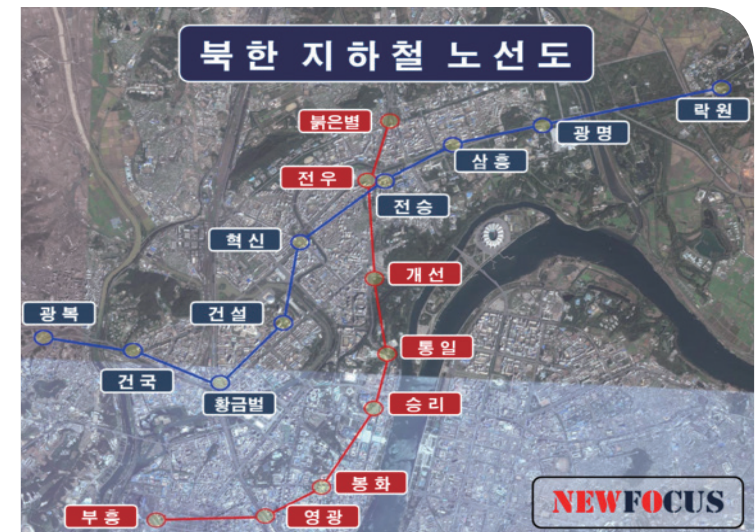 북한 지하철 노선도
락원
붉은별
광명
삼흥
전우
전승
혁신
개선
광복
건설
통일
건국
황금벌
승리
봉화
NEWFOCUS
부흥
영광